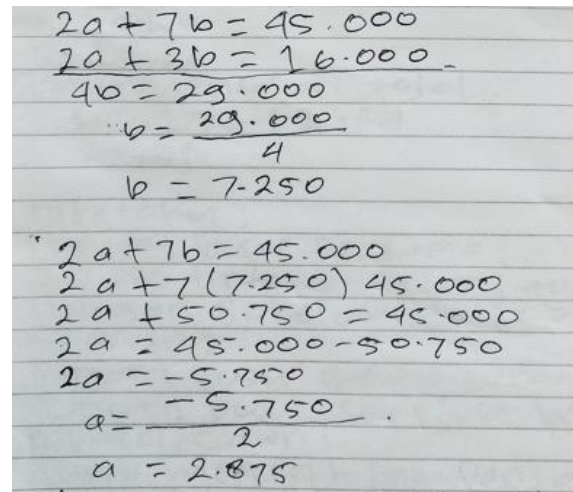 2a + 7b = 45.000
2a + 3b = 16.000 -
4b = 29.000
b = 29.000
4
b = 7.250
2a + 7b = 45.000
2a + 7 (7.250) 45.000
2a + 50.750 = 45.000
2a = 45.000 - 50.750
2a = -5.750
a = -5.750
2
a = 2.875